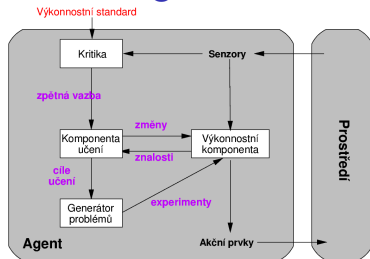 Výkonnostní standard
Kritika
Senzory
zpětná vazba
Komponenta
učení
změny
znalosti
Výkonnostní
komponenta
cíle
učení
Generátor
problémů
experimenty
Agent
Akční prvky
Prostředí